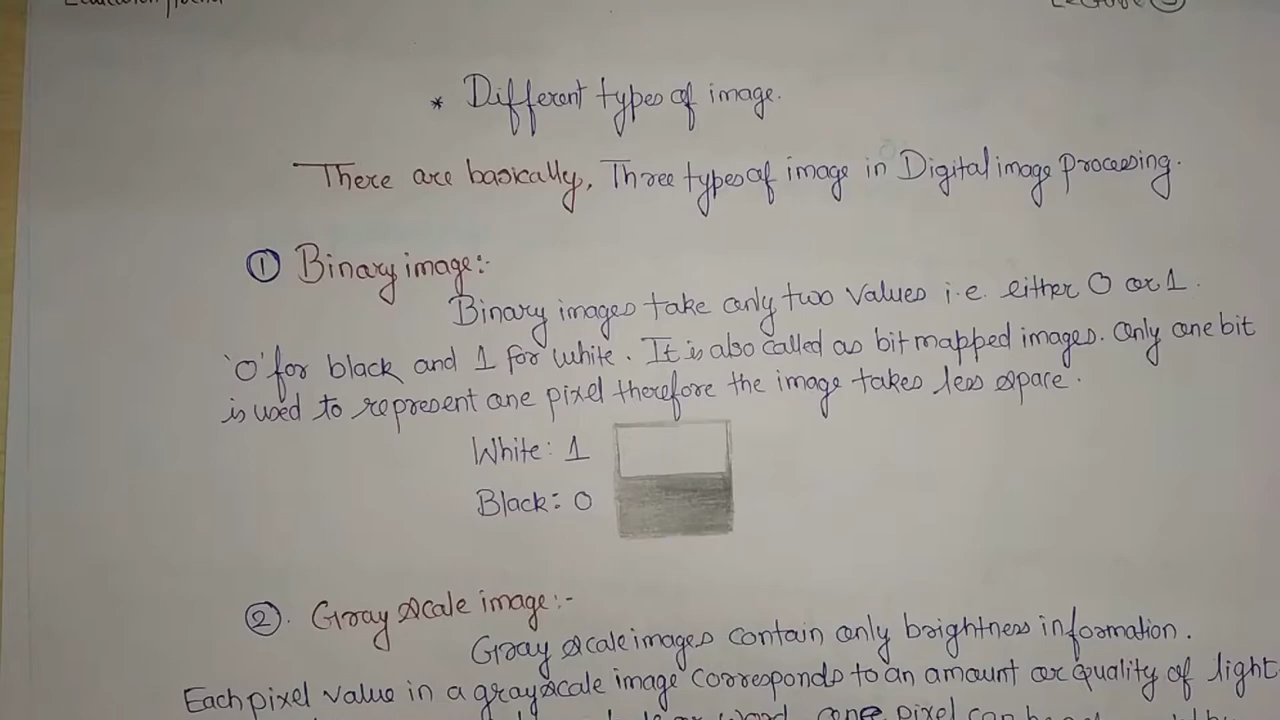 * Different types of image.
There are basically, Three types of image in Digital image Processing.
① Binary image:-
Binary images take only two values i.e. either 0 or 1.
'0' for black and 1 for white. It is also called as bit mapped images. Only one bit
is used to represent one pixel therefore the image takes less space.
White: 1
Black: 0
②. Gray scale image:-
Gray scale images contain only brightness information.
Each pixel value in a grayscale image corresponds to an amount or quality of light
one pixel can be